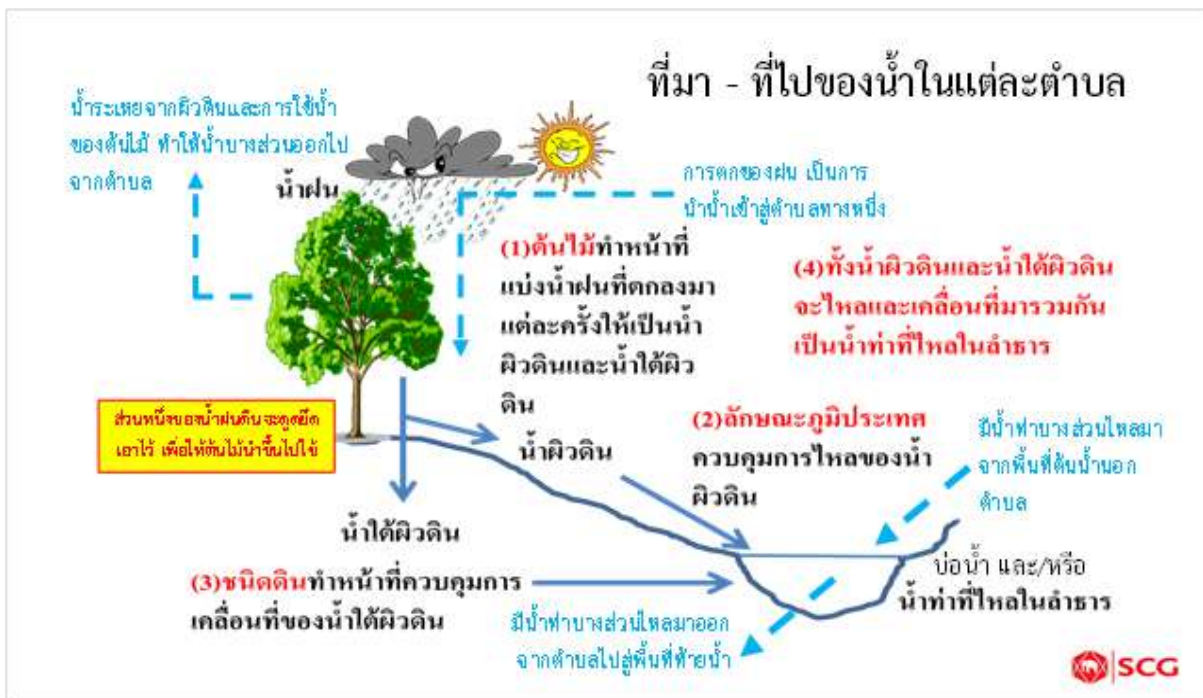 ที่มา - ที่ไปของน้ำในแต่ละตำบล
น้ำระเหยจากผิวดินและการใช้น้ำ
ของต้นไม้ ทำให้น้ำบางส่วนออกไป
จากตำบล
น้ำฝน
การตกของฝน เป็นการ
นำน้ำเข้าสู่ตำบลทางหนึ่ง
(1)ต้นไม้ทำหน้าที่
แบ่งน้ำฝนที่ตกลงมา
แต่ละครั้งให้เป็นน้ำ
ผิวดินและน้ำใต้ผิว
ดิน
(4)ทั้งน้ำผิวดินและน้ำใต้ผิวดิน
จะไหลและเคลื่อนที่มารวมกัน
เป็นน้ำท่าที่ไหลในลำธาร
ส่วนหนึ่งของน้ำฝนดินจะดูดยึด
เอาไว้ เพื่อให้ต้นไม้นำขึ้นไปใช้
น้ำผิวดิน
(2)ลักษณะภูมิประเทศ
ควบคุมการไหลของน้ำ
ผิวดิน
มีน้ำท่าบางส่วนไหลมา
จากพื้นที่ต้นน้ำนอก
ตำบล
น้ำใต้ผิวดิน
(3)ชนิดดินทำหน้าที่ควบคุมการ
เคลื่อนที่ของน้ำใต้ผิวดิน
บ่อน้ำ และ/หรือ
น้ำท่าที่ไหลในลำธาร
มีน้ำท่าบางส่วนไหลมาออก
จากตำบลไปสู่พื้นที่ท้ายน้ำ
SCG